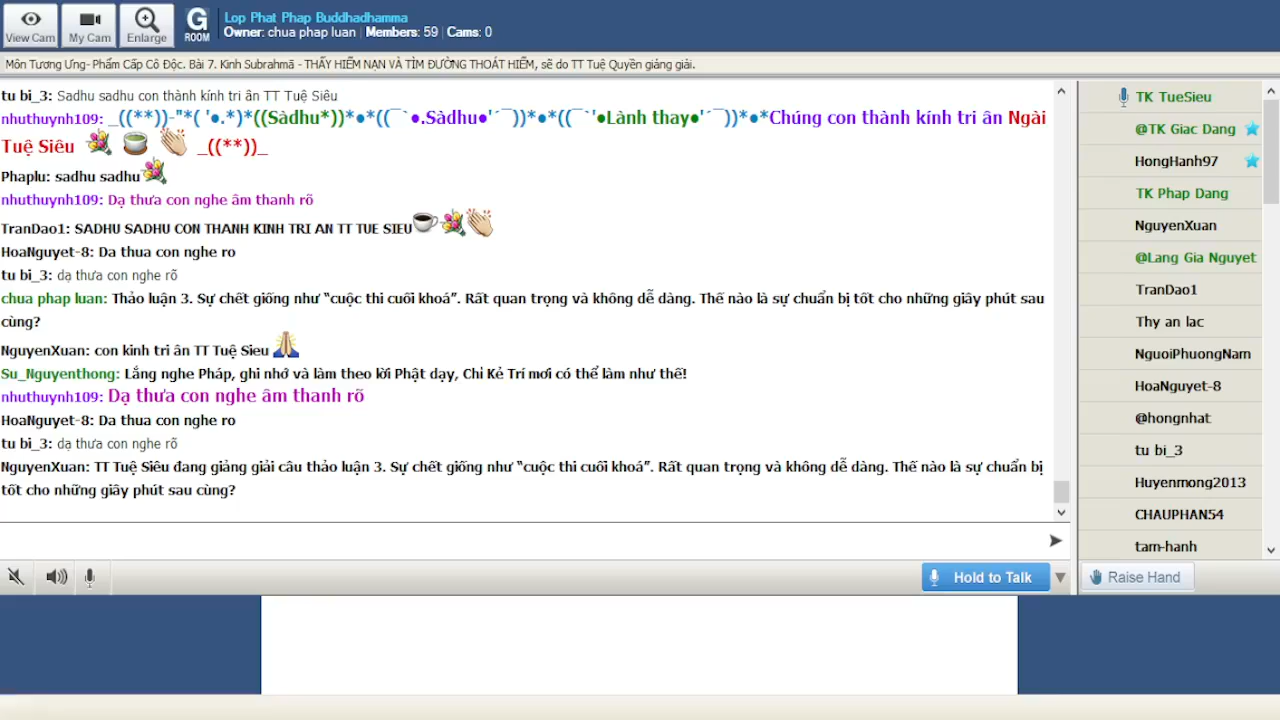 View Cam
My Cam
Enlarge
G
ROOM
Lop Phat Phap Buddhadhamma
Owner: chua phap luan | Members: 59 | Cams: 0
Môn Tương Ưng- Phẩm Cấp Cô Độc. Bài 7. Kinh Subrahmā - THẤY HIỂM NẠN VÀ TÌM ĐƯỜNG THOÁT HIỂM, sẽ do TT Tuệ Quyền giảng giải.
tu bi_3: Sadhu sadhu con thành kính tri ân TT Tuệ Siêu
nhuthuynh109: _((**))-"*( '●.*)*((Sàdhu*))*●*((¯`●.Sàdhu●'´¯))*●*((¯`'●Lành thay●'´¯))*●*Chúng con thành kính tri ân Ngài
Tuệ Siêu _((**))_
Phaplu: sadhu sadhu
nhuthuynh109: Dạ thưa con nghe âm thanh rõ
TranDao1: SADHU SADHU CON THANH KINH TRI AN TT TUE SIEU
HoaNguyet-8: Da thua con nghe ro
tu bi_3: dạ thưa con nghe rõ
chua phap luan: Thảo luận 3. Sự chết giống như “cuộc thi cuối khoá”. Rất quan trọng và không dễ dàng. Thế nào là sự chuẩn bị tốt cho những giây phút sau
cùng?
NguyenXuan: con kinh tri ân TT Tuệ Sieu
Su_Nguyenthong: Lắng nghe Pháp, ghi nhớ và làm theo lời Phật dạy, Chi Kẻ Trí mơi có thể làm như thế!
nhuthuynh109: Dạ thưa con nghe âm thanh rõ
HoaNguyet-8: Da thua con nghe ro
tu bi_3: dạ thưa con nghe rõ
NguyenXuan: TT Tuệ Siêu đang giảng giải câu thảo luận 3. Sự chết giống như “cuộc thi cuối khoá”. Rất quan trọng và không dễ dàng. Thế nào là sự chuẩn bị
tốt cho những giây phút sau cùng?
TK TueSieu
@TK Giac Dang
HongHanh97
TK Phap Dang
NguyenXuan
@Lang Gia Nguyet
TranDao1
Thy an lac
NguoiPhuongNam
HoaNguyet-8
@hongnhat
tu bi_3
Huyenmong2013
CHAUPHAN54
tam-hanh
Hold to Talk
Raise Hand